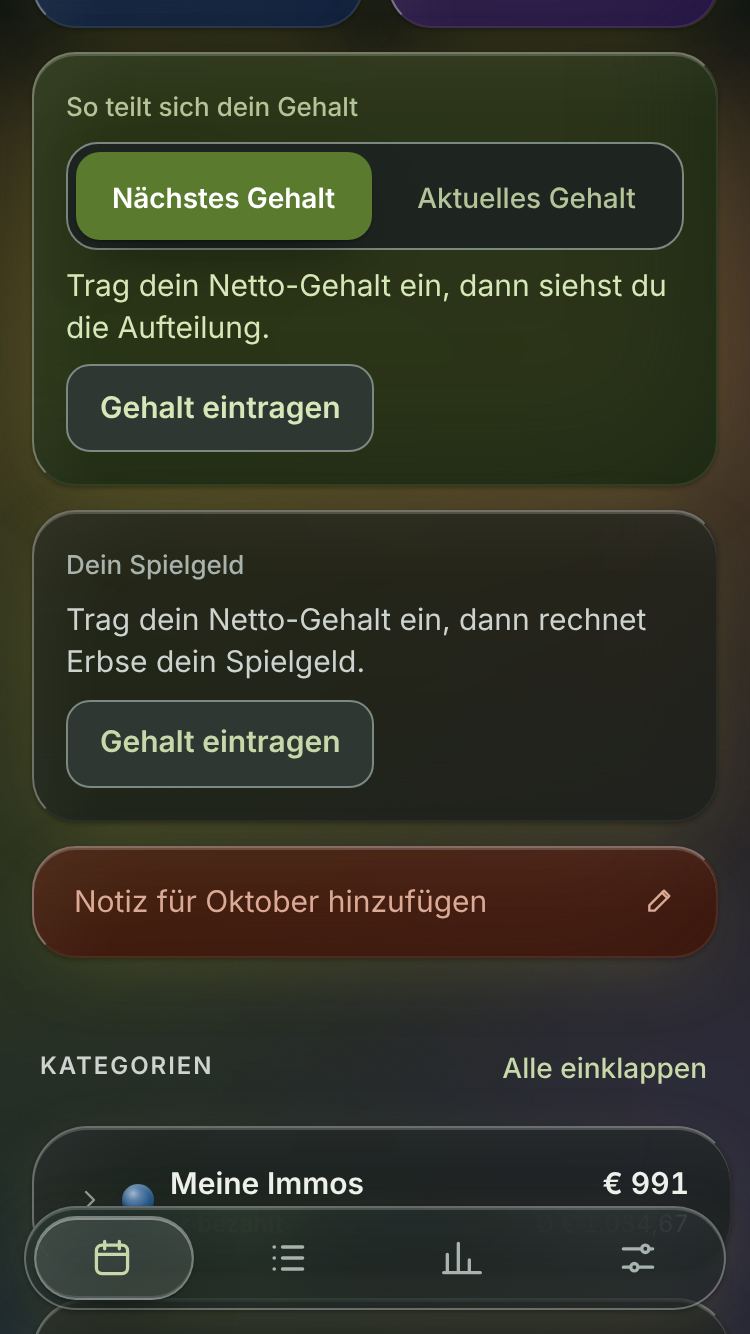 So teilt sich dein Gehalt
Nächstes Gehalt
Aktuelles Gehalt
Trag dein Netto-Gehalt ein, dann siehst du
die Aufteilung.
Gehalt eintragen
Dein Spielgeld
Trag dein Netto-Gehalt ein, dann rechnet
Erbse dein Spielgeld.
Gehalt eintragen
Notiz für Oktober hinzufügen
KATEGORIEN
Alle einklappen
Meine Immos
€ 991
bezahlt